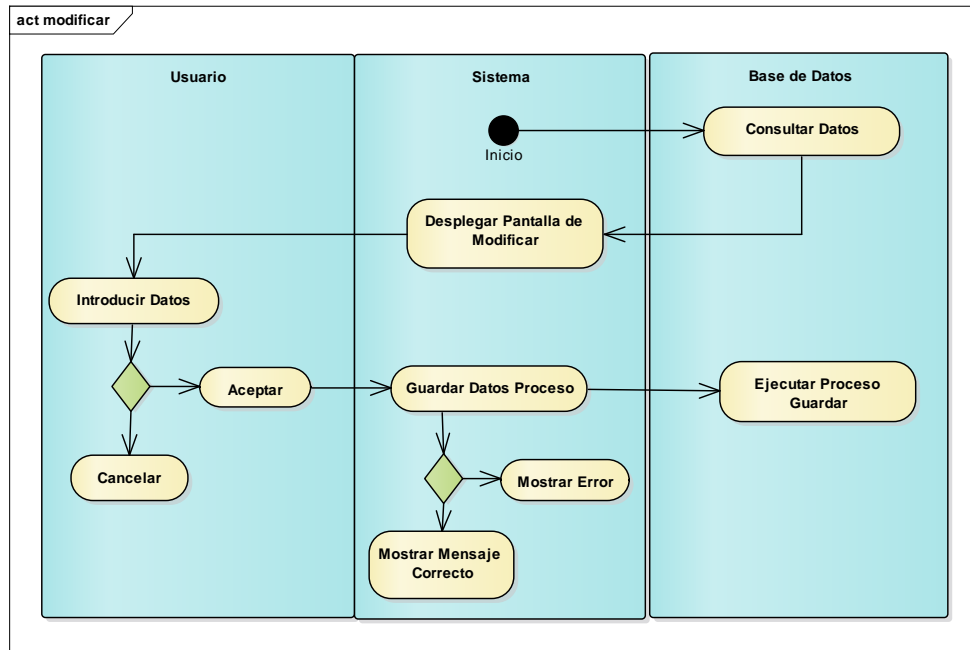 act modificar
Usuario
Sistema
Base de Datos
Inicio
Consultar Datos
Desplegar Pantalla de
Modificar
Introducir Datos
Aceptar
Guardar Datos Proceso
Ejecutar Proceso
Guardar
Cancelar
Mostrar Error
Mostrar Mensaje
Correcto